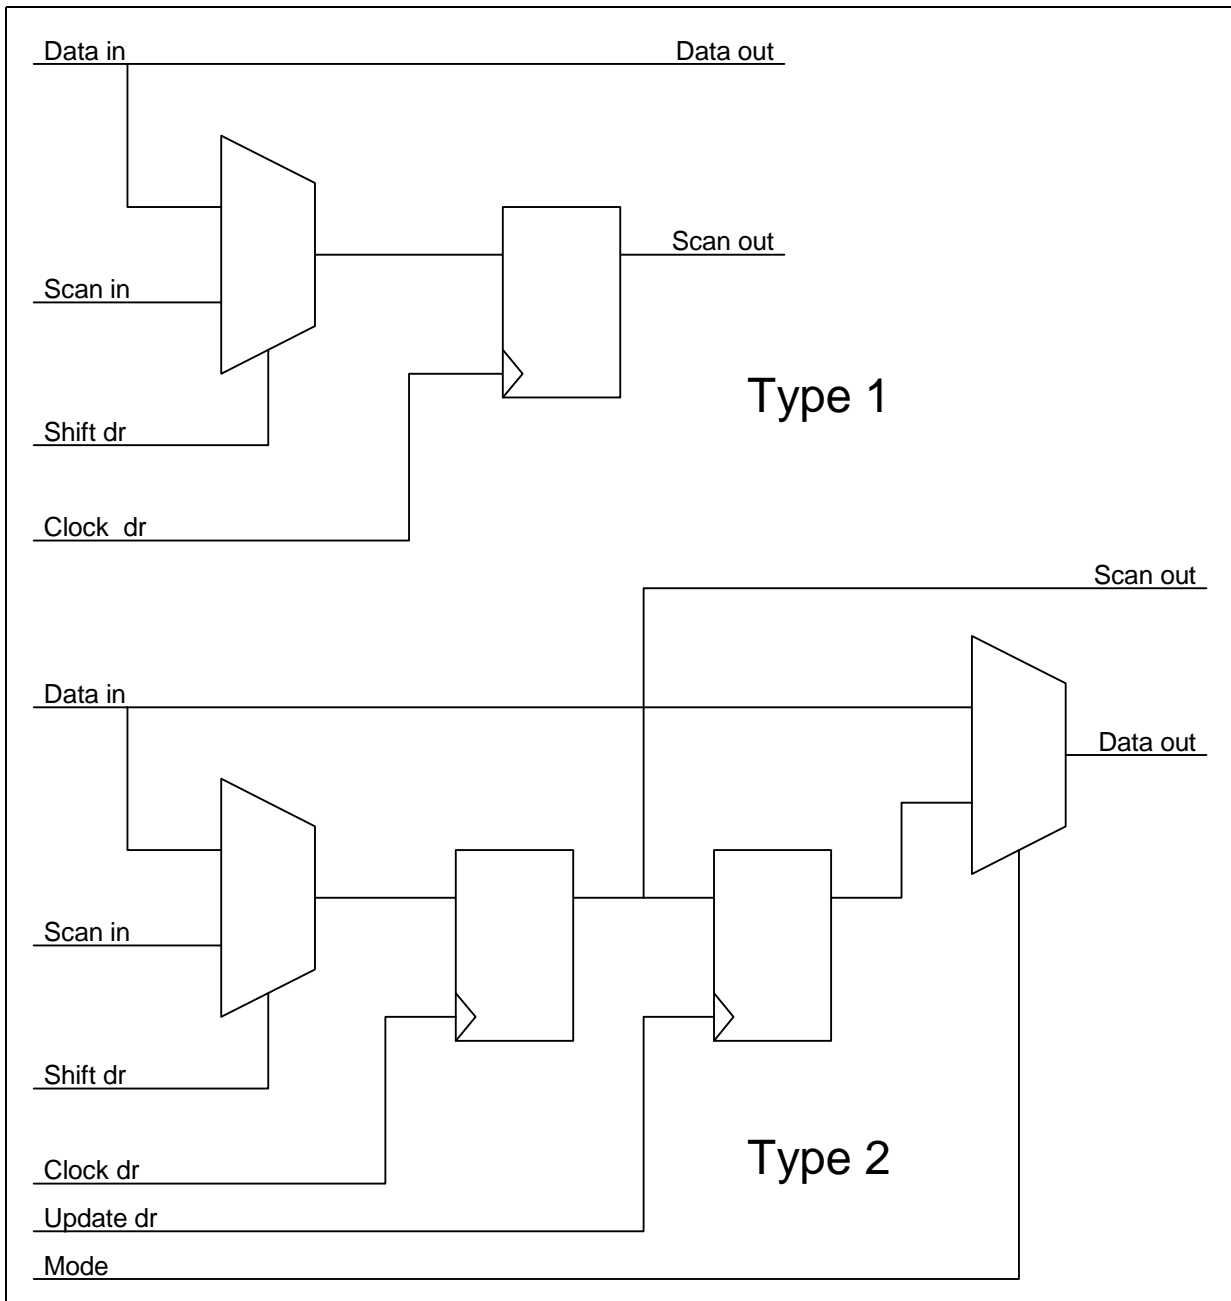 Data in
Data out
Scan out
Scan in
Type 1
Shift dr
Clock  dr
Scan out
Data in
Data out
Scan in
Shift dr
Type 2
Clock dr
Update dr
Mode